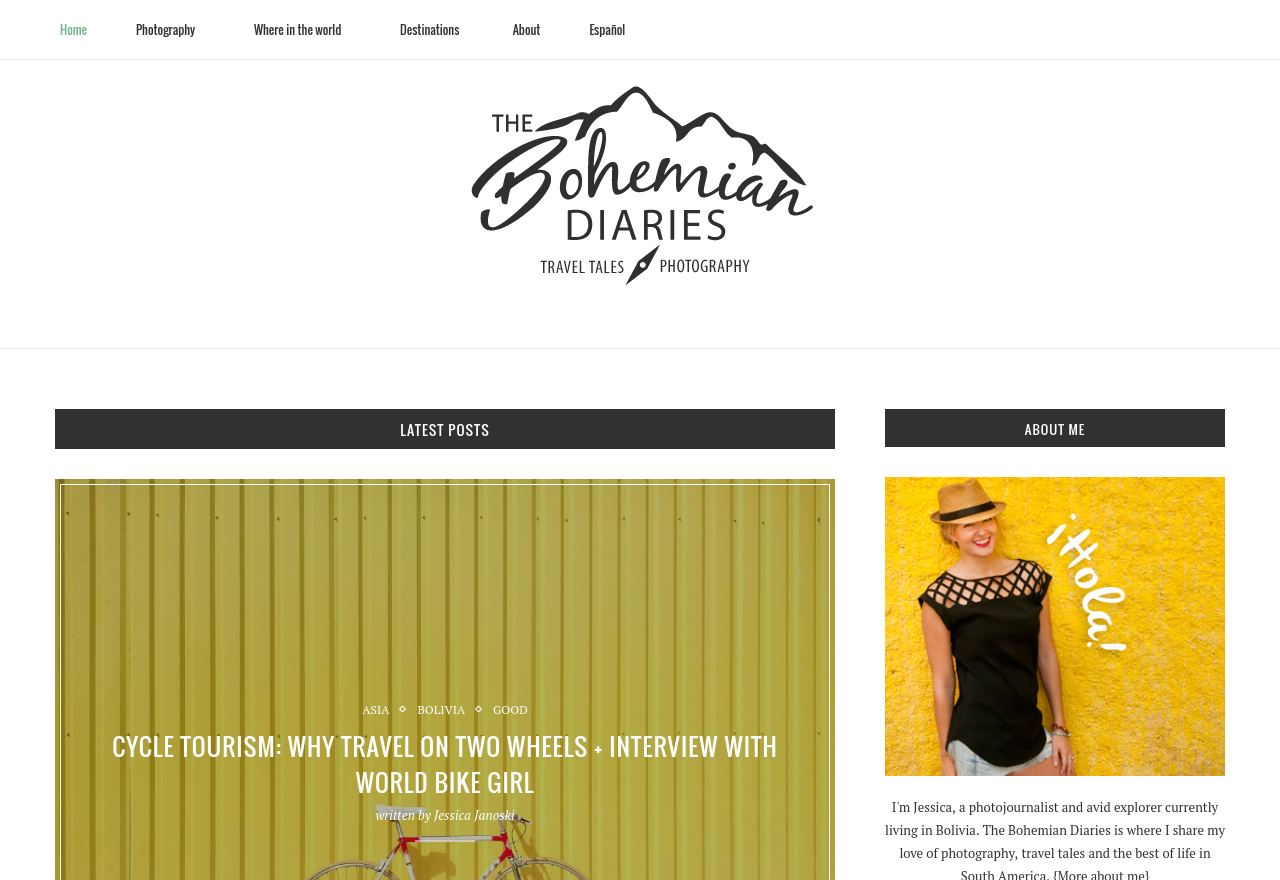 Home Photography Where in the world Destinations About Español
THE
Bohemian
DIARIES
TRAVEL TALES PHOTOGRAPHY
LATEST POSTS
ASIA BOLIVIA GOOD
CYCLE TOURISM: WHY TRAVEL ON TWO WHEELS + INTERVIEW WITH
WORLD BIKE GIRL
written by Jessica Janoski
ABOUT ME
¡Hola!
I'm Jessica, a photojournalist and avid explorer currently
living in Bolivia. The Bohemian Diaries is where I share my
love of photography, travel tales and the best of life in
South America. {More about me}